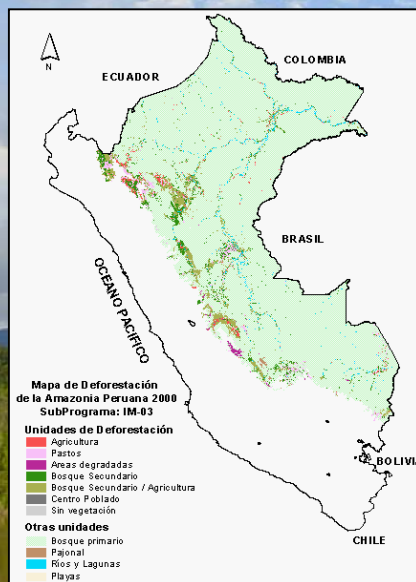 N
COLOMBIA
ECUADOR
BRASIL
OCEANO PACIFICO
Mapa de Deforestación
de la Amazonia Peruana 2000
SubPrograma: IM-03
Unidades de Deforestación
Agricultura
Pastos
Areas degradadas
Bosque Secundario
Bosque Secundario / Agricultura
Centro Poblado
Sin vegetación
Otras unidades
Bosque primario
Pajonal
Ríos y Lagunas
Playas
BOLIVIA
CHILE